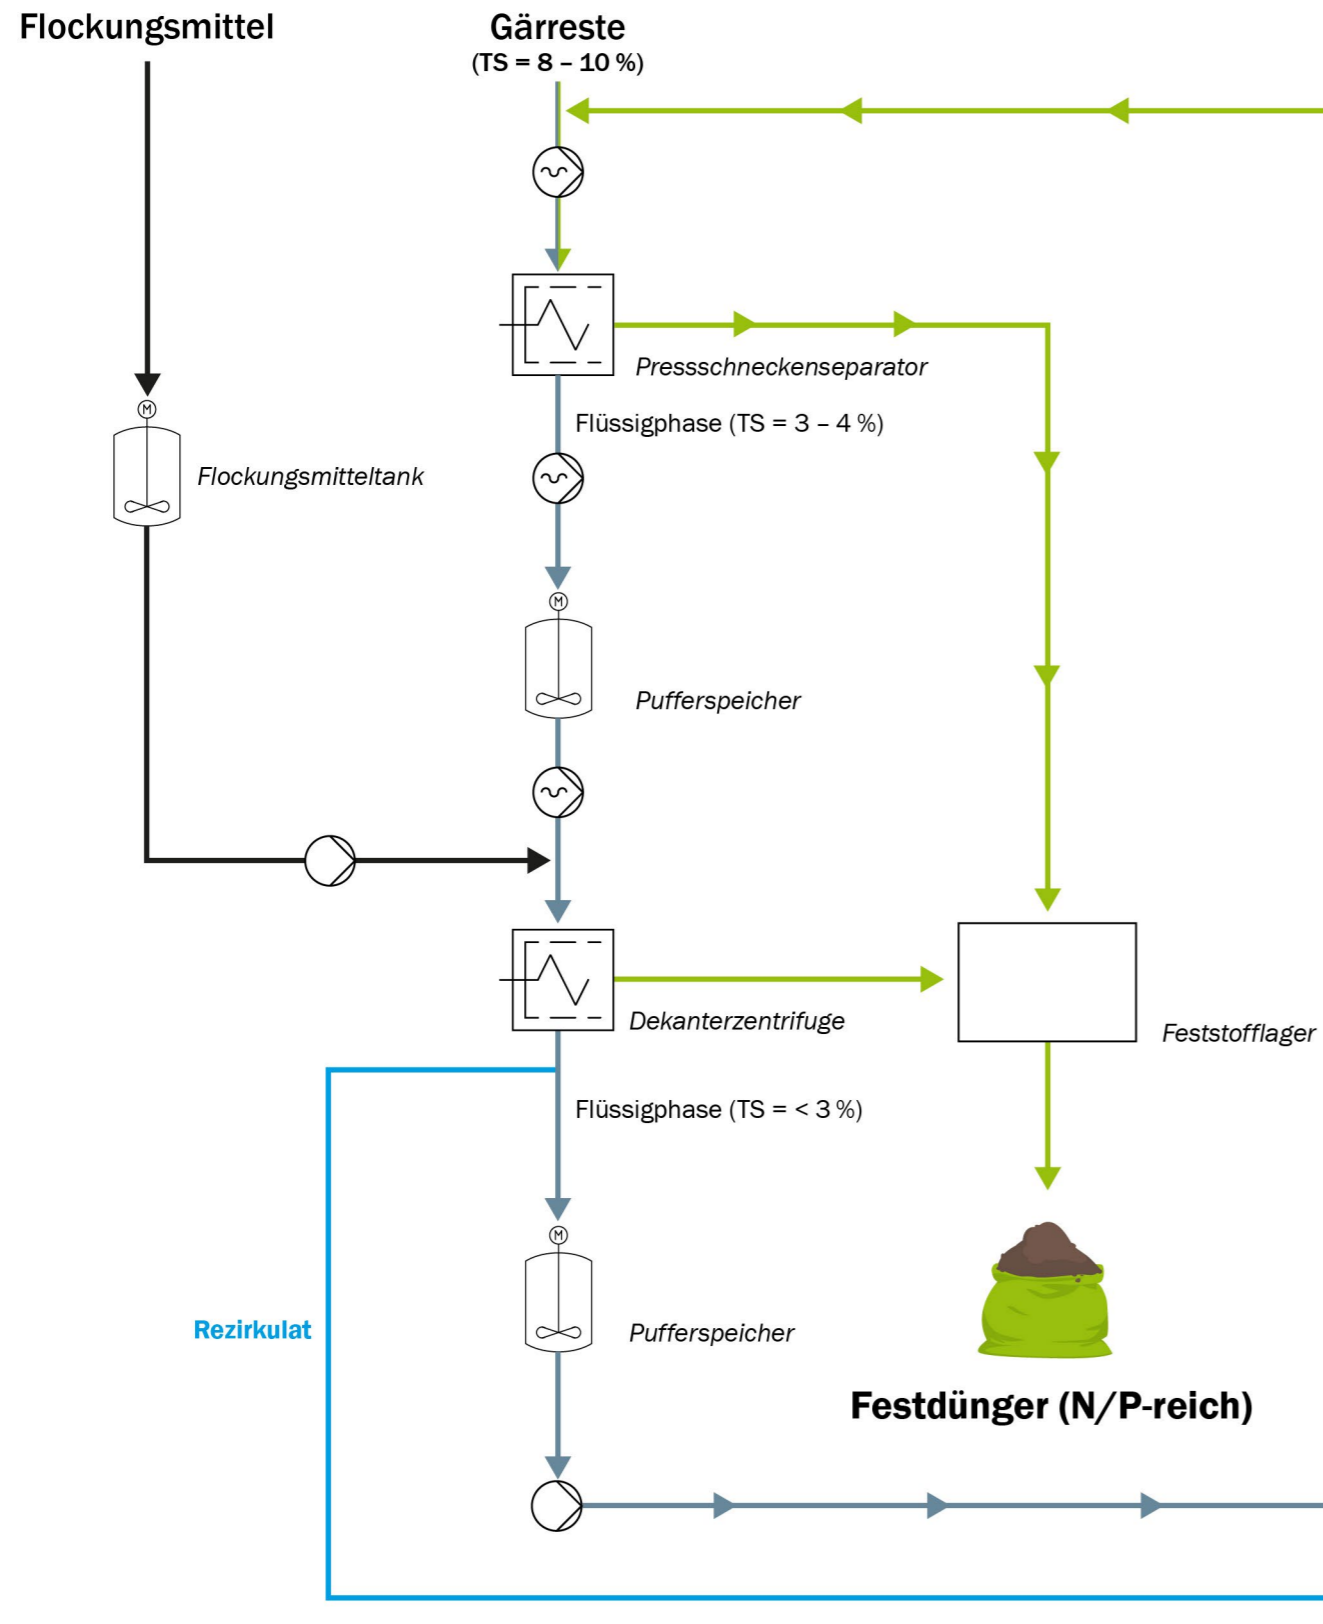 Flockungsmittel
Gärreste
(TS = 8 – 10 %)
Pressschneckenseparator
Flüssigphase (TS = 3 – 4 %)
M
Flockungsmitteltank
M
Pufferspeicher
Dekanterzentrifuge
Feststofflager
Flüssigphase (TS = < 3 %)
M
Rezirkulat
Pufferspeicher
Festdünger (N/P-reich)